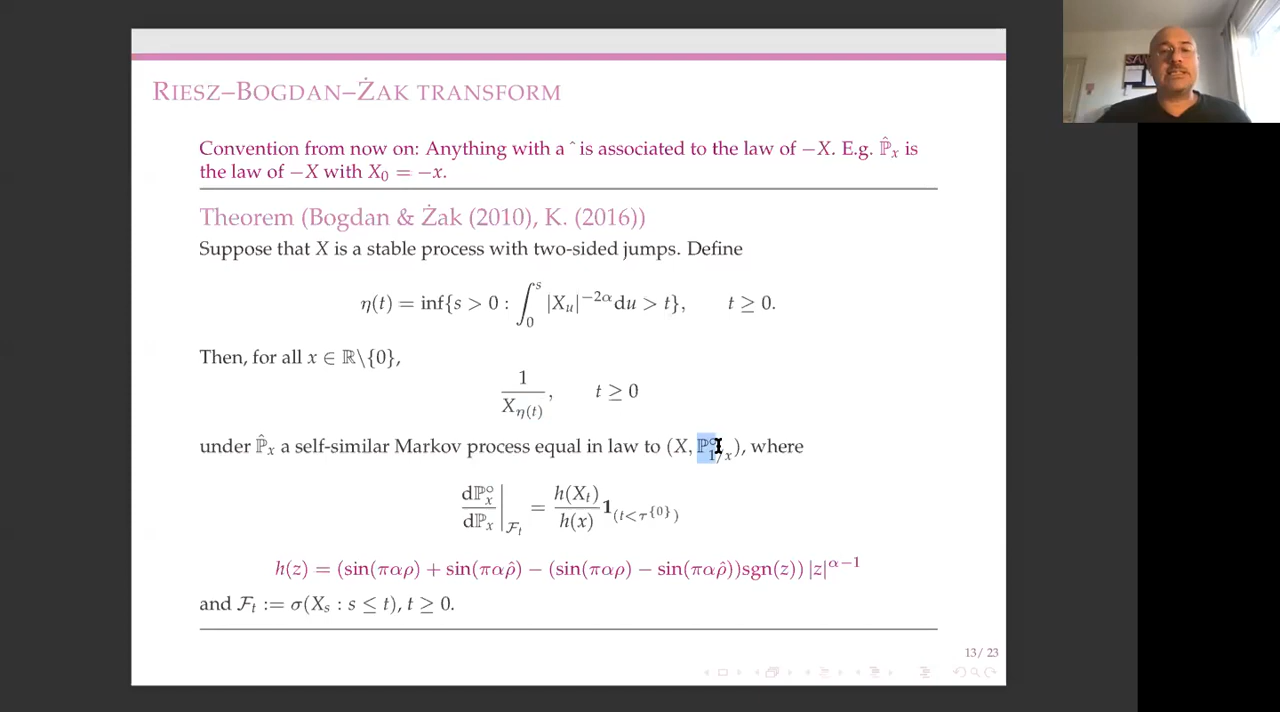 RIESZ–BOGDAN–ŻAK TRANSFORM
Convention from now on: Anything with a ˆ is associated to the law of −X. E.g. P̂ₓ is
the law of −X with X₀ = −x.
Theorem (Bogdan & Żak (2010), K. (2016))
Suppose that X is a stable process with two-sided jumps. Define
η(t) = inf{s > 0 : ∫₀ˢ |Xᵤ|^{−2α} du > t}, t ≥ 0.
Then, for all x ∈ ℝ\{0},
1/X_{η(t)}, t ≥ 0
under P̂ₓ a self-similar Markov process equal in law to (X, ℙ°_{1/x}), where
dℙ°ₓ/dℙₓ |_{ℱₜ} = h(Xₜ)/h(x) 1_{(t<τ^{{0}})}
h(z) = (sin(παρ) + sin(παρ̂) − (sin(παρ) − sin(παρ̂))sgn(z)) |z|^{α−1}
and ℱₜ := σ(Xₛ : s ≤ t), t ≥ 0.
13/ 23